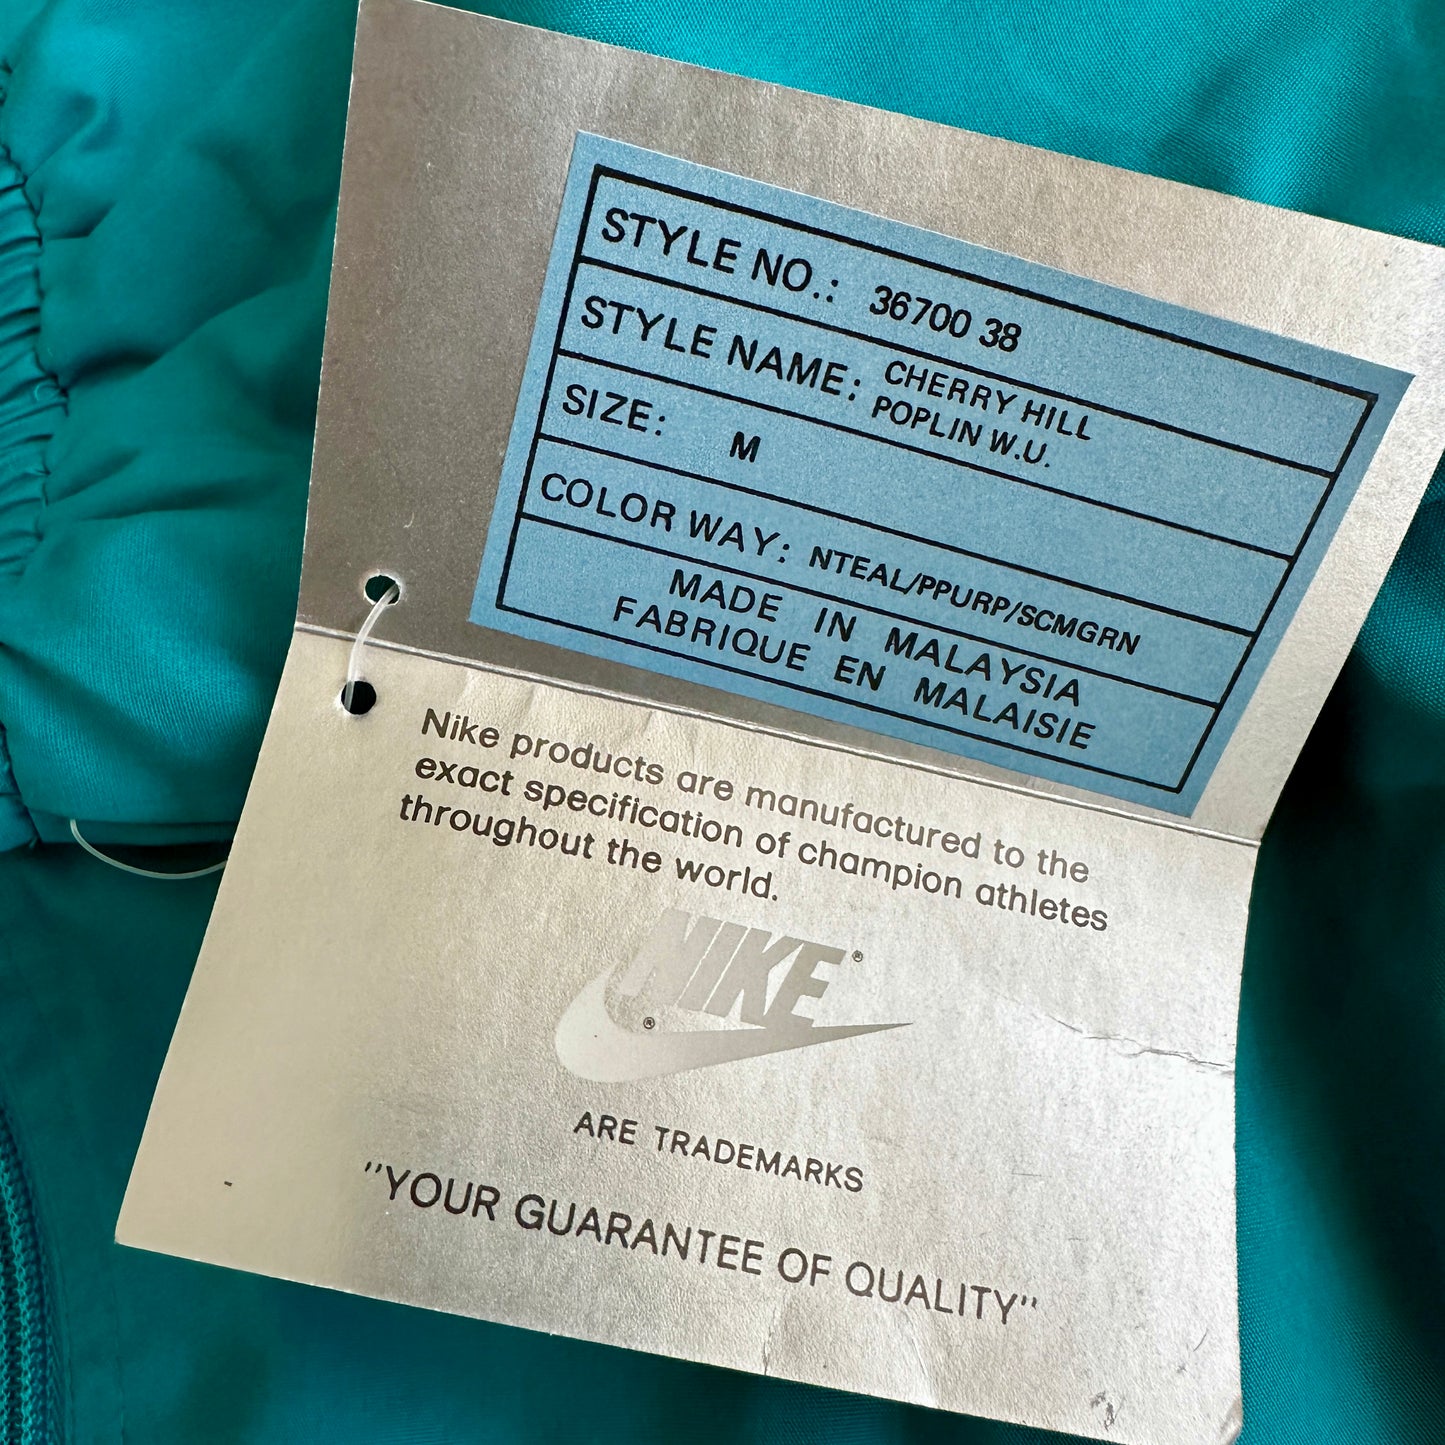 STYLE NO.: 36700 38
STYLE NAME: CHERRY HILL
POPLIN W.U.
SIZE: M
COLOR WAY: NTEAL/PPURP/SCMGRN
MADE IN MALAYSIA
FABRIQUE EN MALAISIE
Nike products are manufactured to the
exact specification of champion athletes
throughout the world.
NIKE®
®
ARE TRADEMARKS
"YOUR GUARANTEE OF QUALITY"